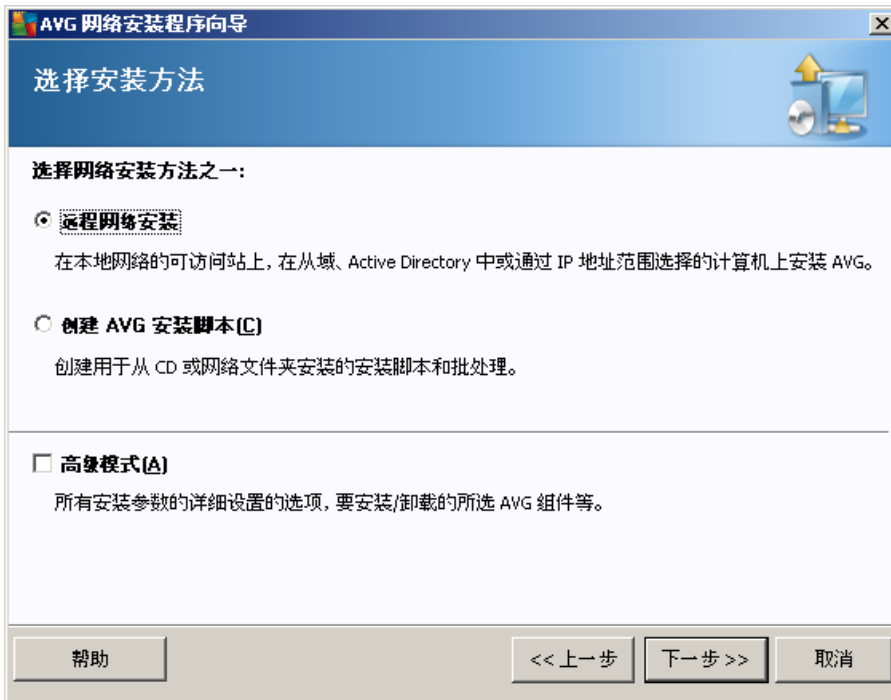 AVG 网络安装程序向导
选择安装方法
选择网络安装方法之一:
远程网络安装
在本地网络的可访问站上，在从域、Active Directory 中或通过 IP 地址范围选择的计算机上安装 AVG。
创建 AVG 安装脚本(C)
创建用于从 CD 或网络文件夹安装的安装脚本和批处理。
高级模式(A)
所有安装参数的详细设置的选项，要安装/卸载的所选 AVG 组件等。
帮助 <<上一步 下一步>> 取消